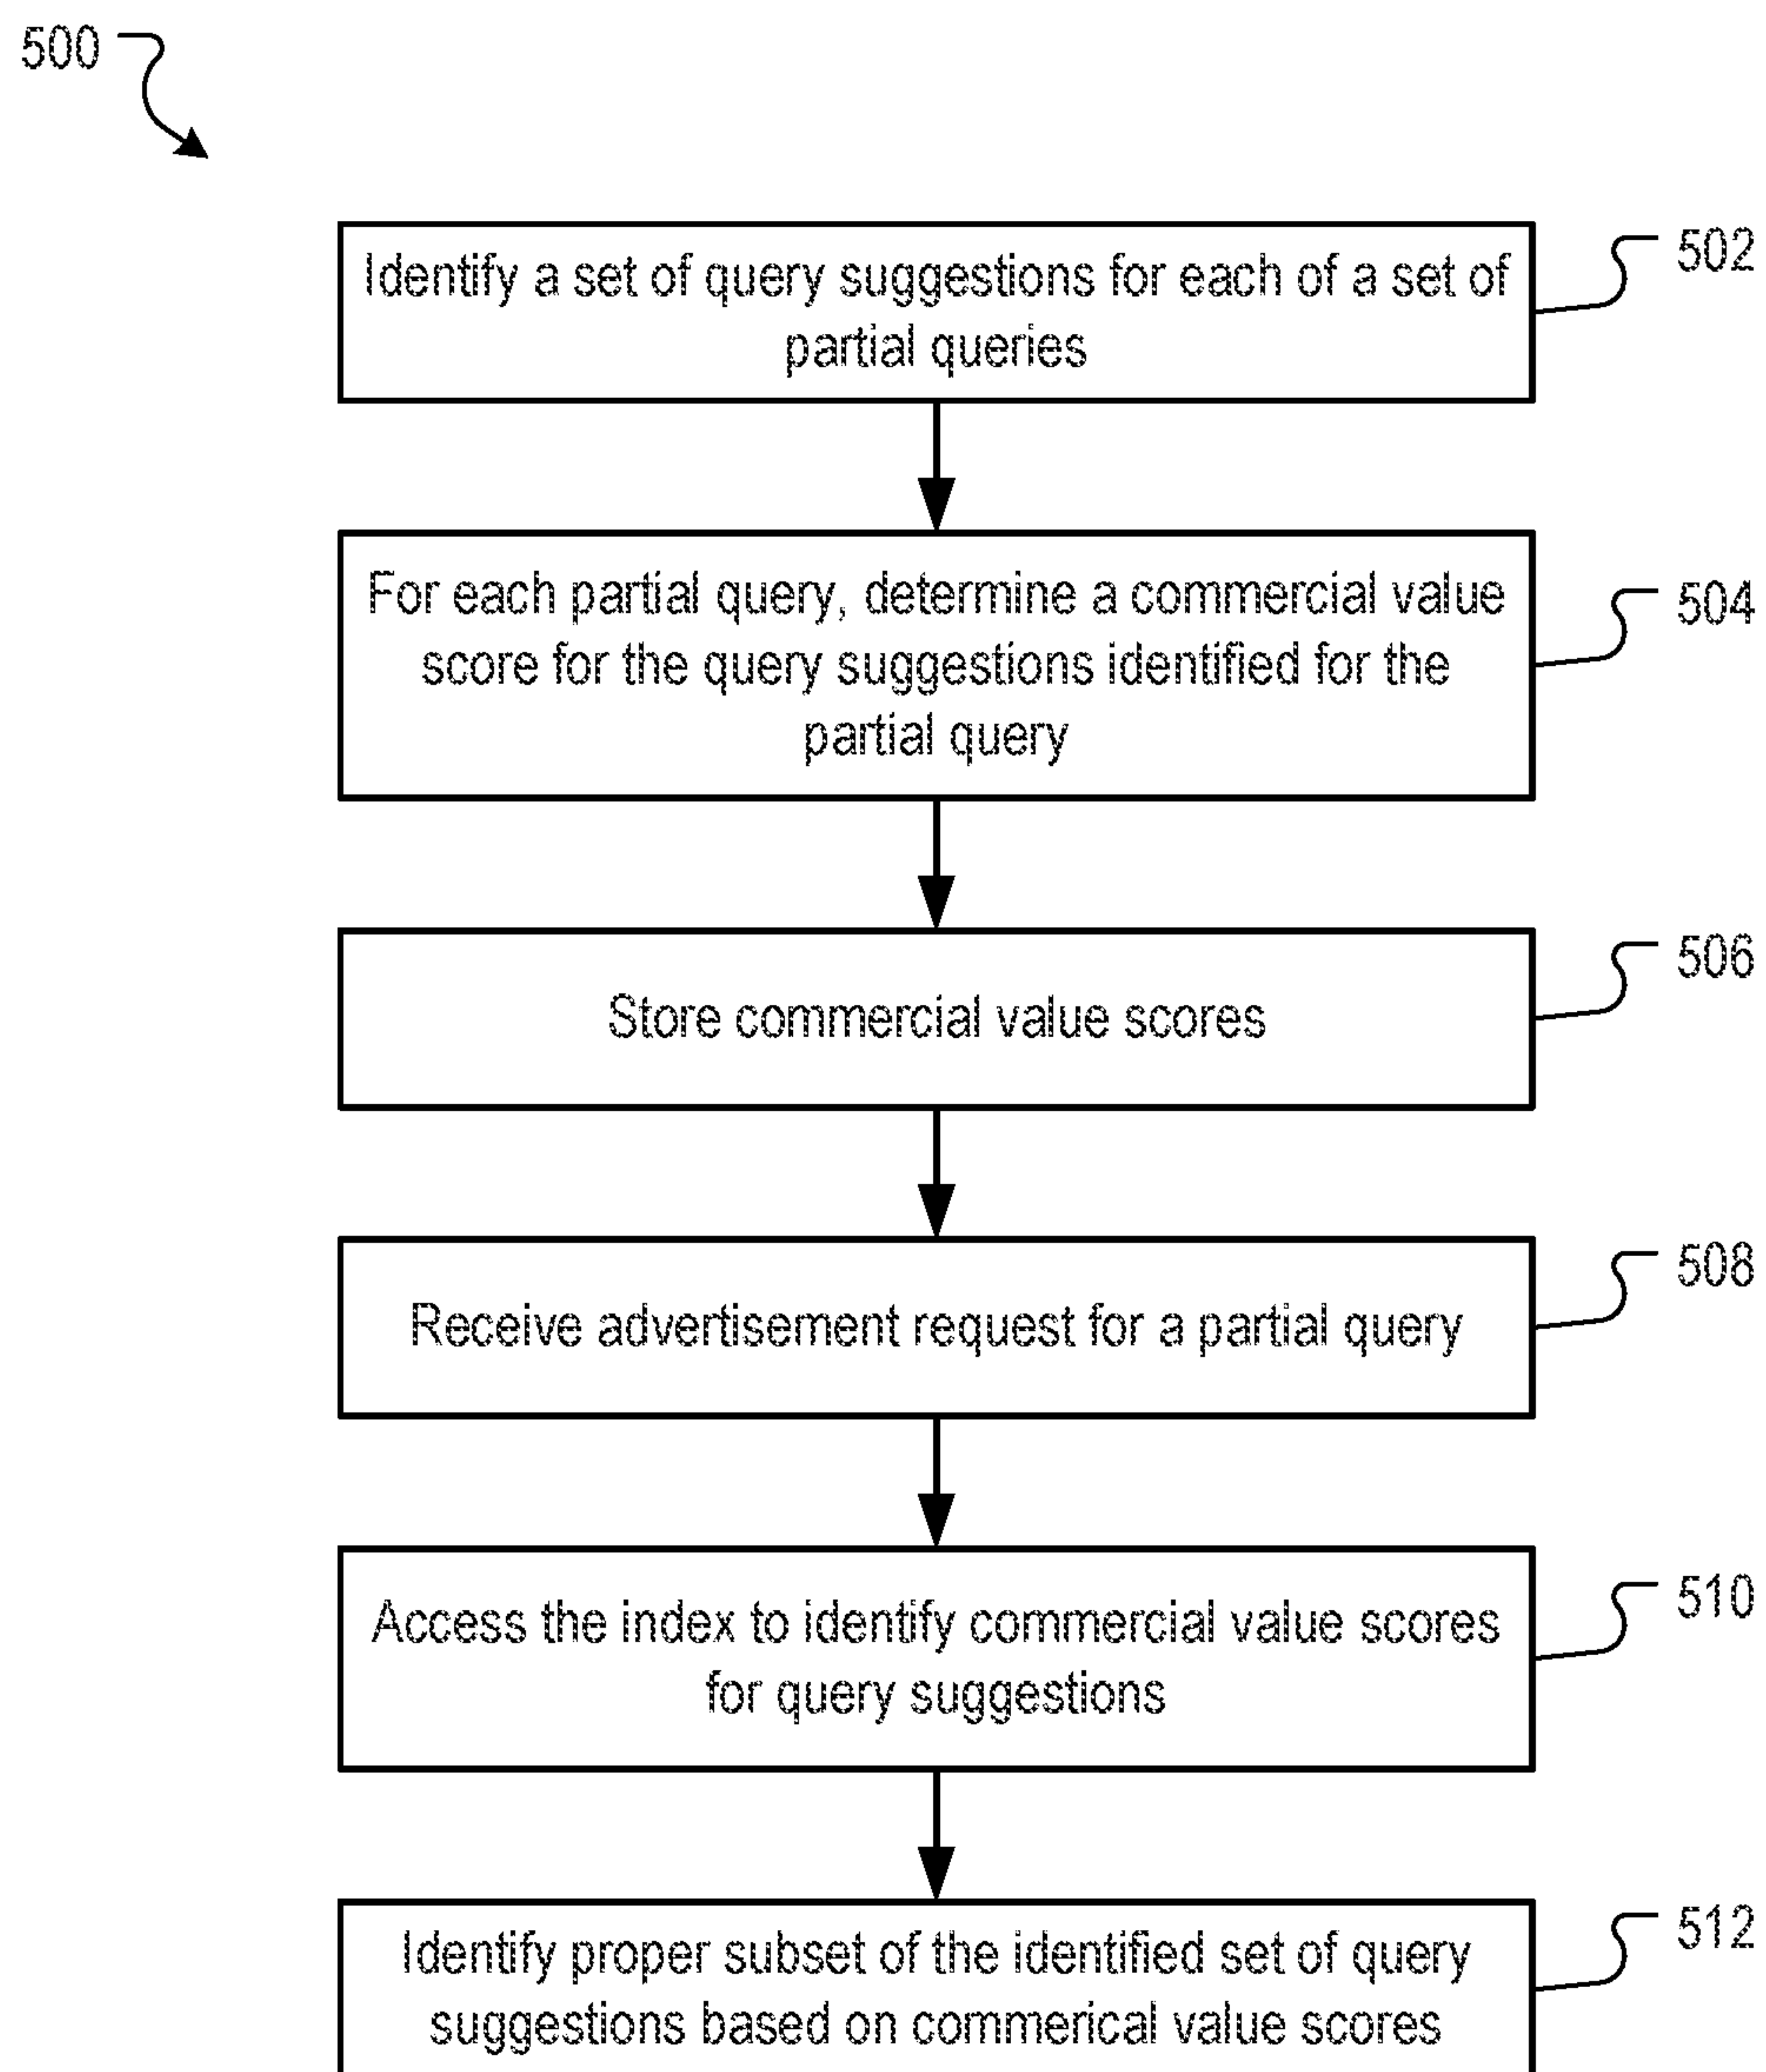 500
Identify a set of query suggestions for each of a set of
partial queries
502
For each partial query, determine a commercial value
score for the query suggestions identified for the
partial query
504
Store commercial value scores
506
Receive advertisement request for a partial query
508
Access the index to identify commercial value scores
for query suggestions
510
Identify proper subset of the identified set of query
suggestions based on commerical value scores
512